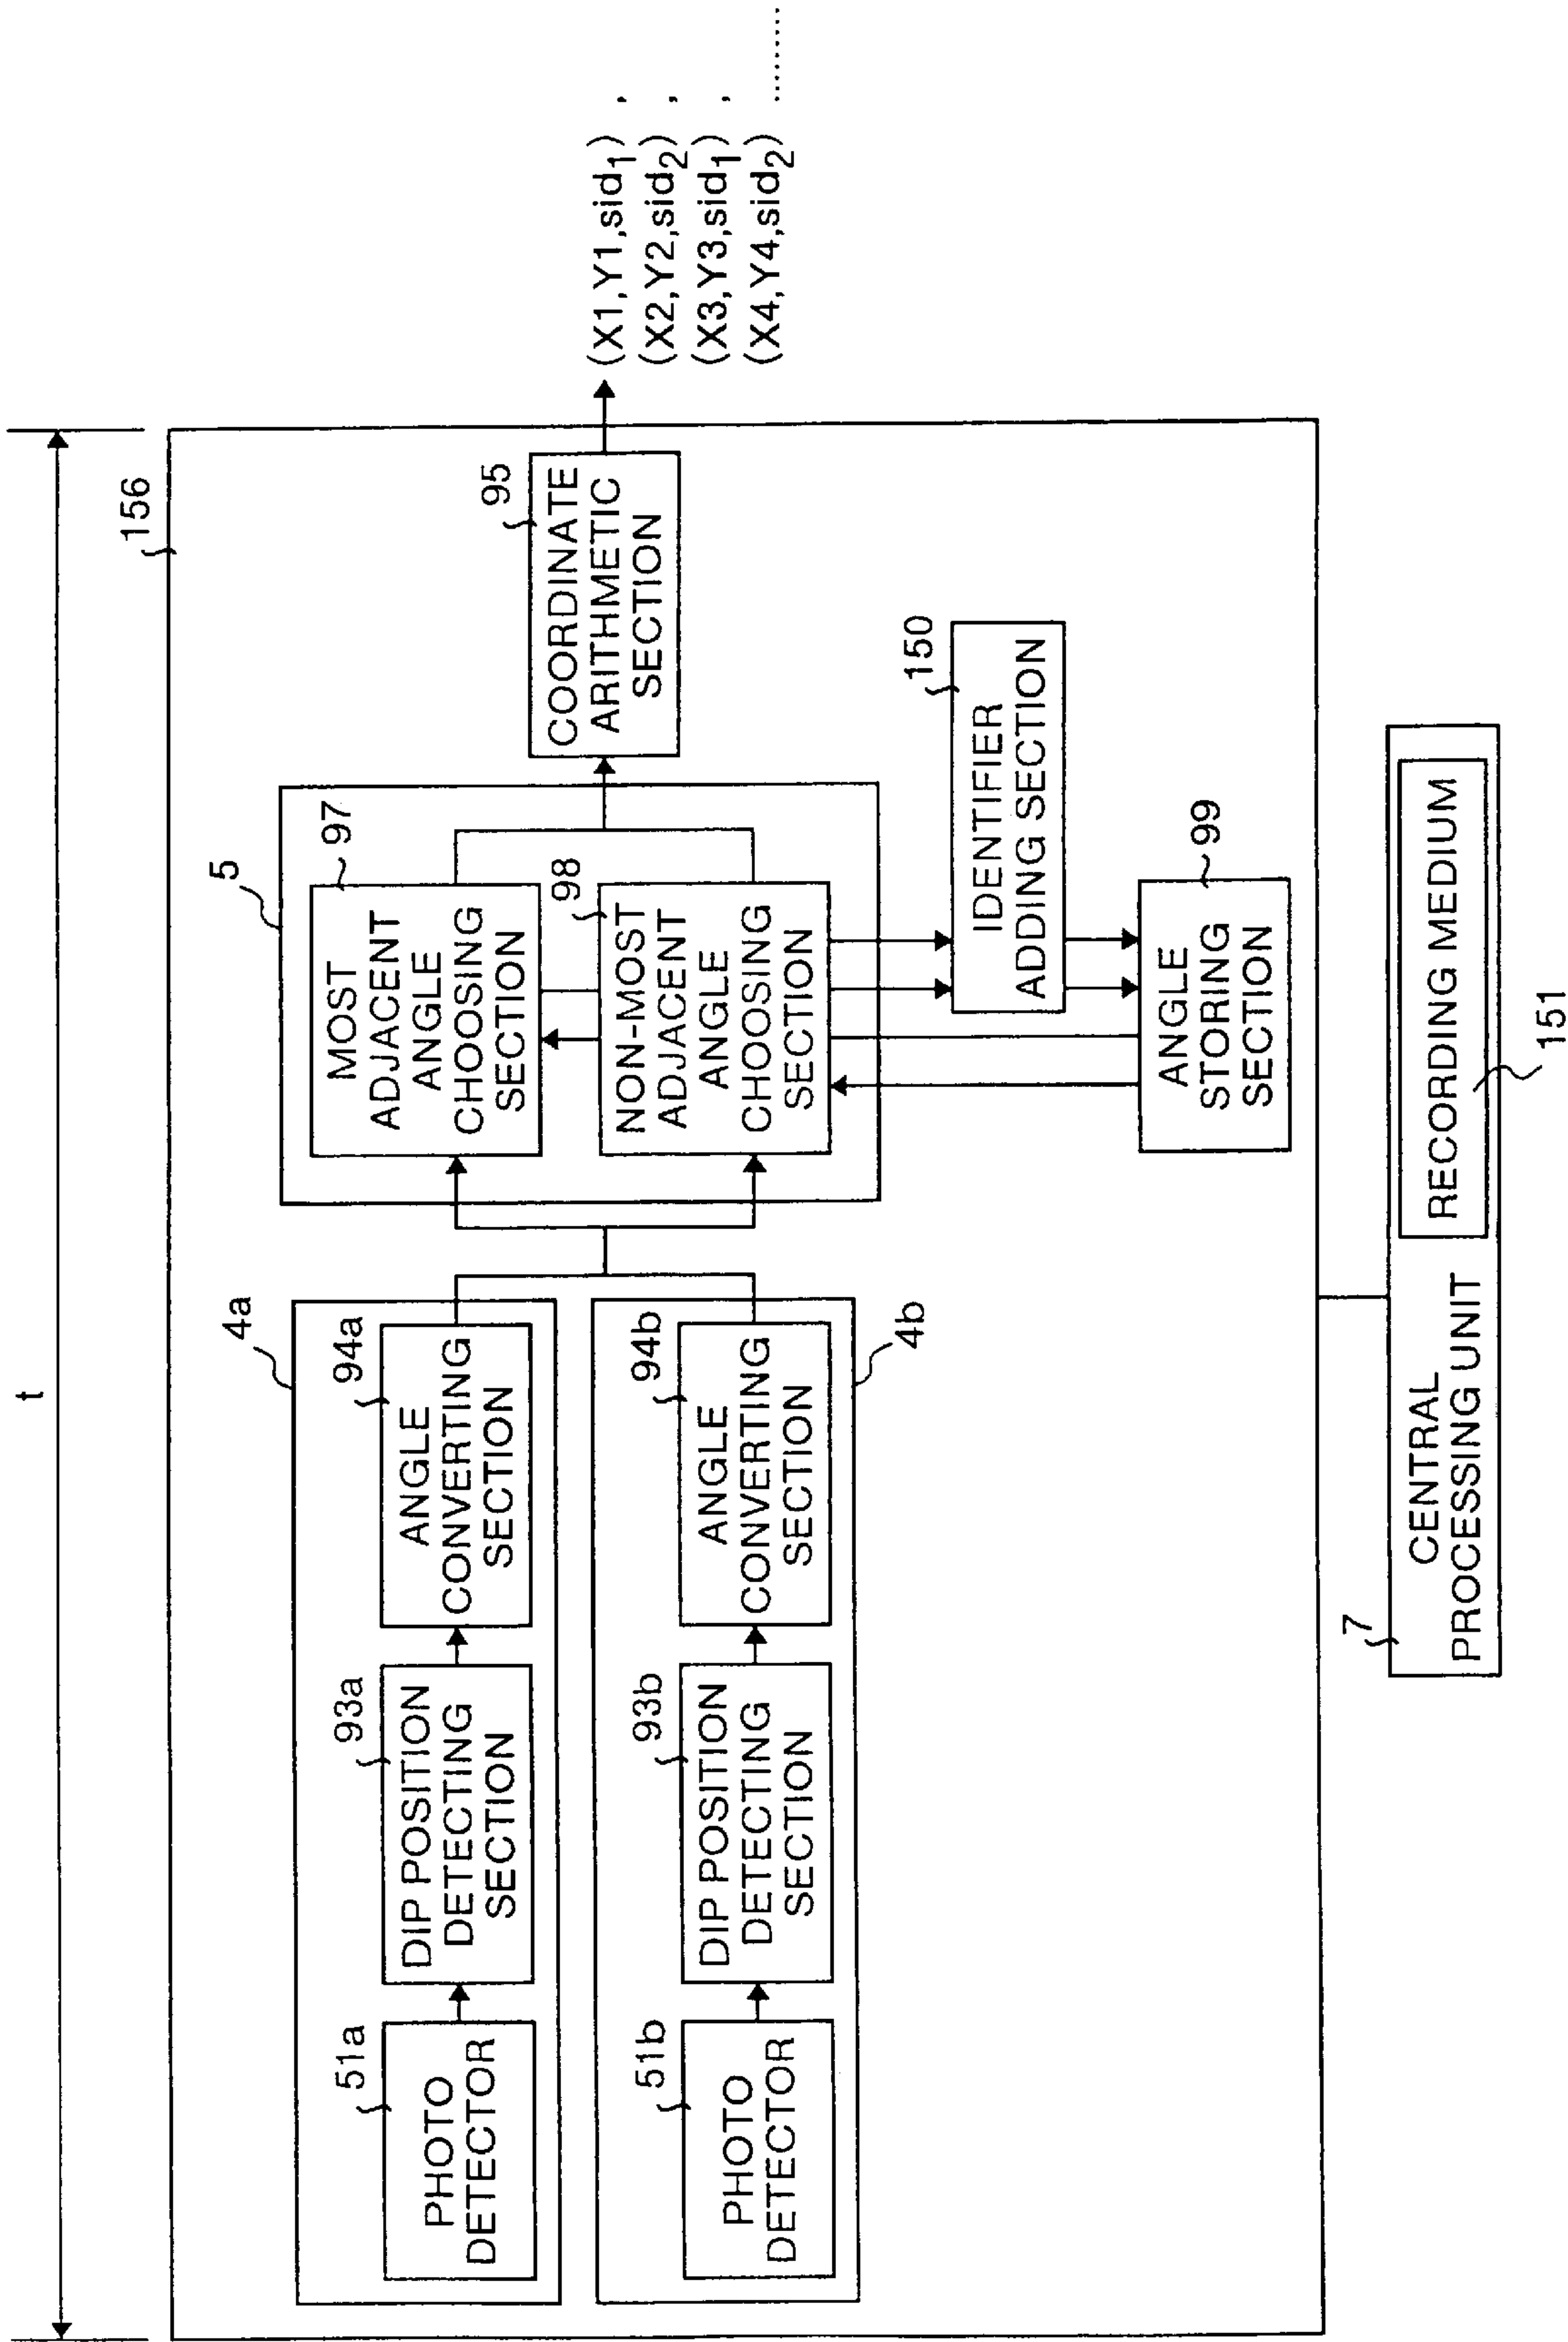 t
156
4a
51a
PHOTO
DETECTOR
93a
DIP POSITION
DETECTING
SECTION
94a
ANGLE
CONVERTING
SECTION
4b
51b
PHOTO
DETECTOR
93b
DIP POSITION
DETECTING
SECTION
94b
ANGLE
CONVERTING
SECTION
5
97
MOST
ADJACENT
ANGLE
CHOOSING
SECTION
98
NON-MOST
ADJACENT
ANGLE
CHOOSING
SECTION
95
COORDINATE
ARITHMETIC
SECTION
(X1,Y1,sid1) ,
(X2,Y2,sid2) ,
(X3,Y3,sid1) ,
(X4,Y4,sid2) .........
150
IDENTIFIER
ADDING SECTION
99
ANGLE
STORING
SECTION
7
CENTRAL
PROCESSING UNIT
RECORDING MEDIUM
151